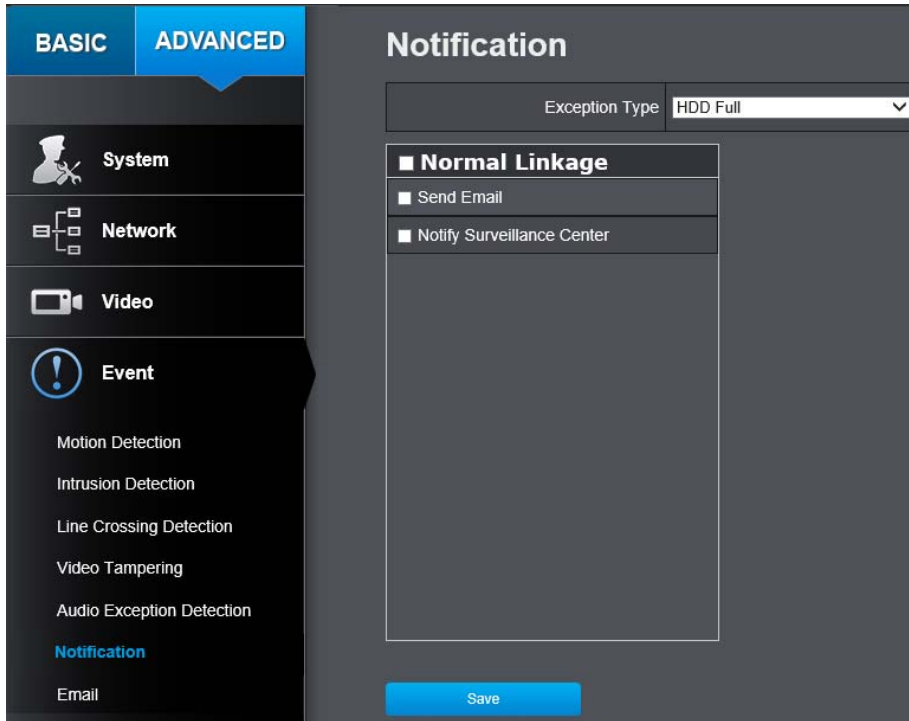 BASIC
ADVANCED
System
Network
Video
Event
Motion Detection
Intrusion Detection
Line Crossing Detection
Video Tampering
Audio Exception Detection
Notification
Email
Notification
Exception Type
HDD Full
Normal Linkage
Send Email
Notify Surveillance Center
Save